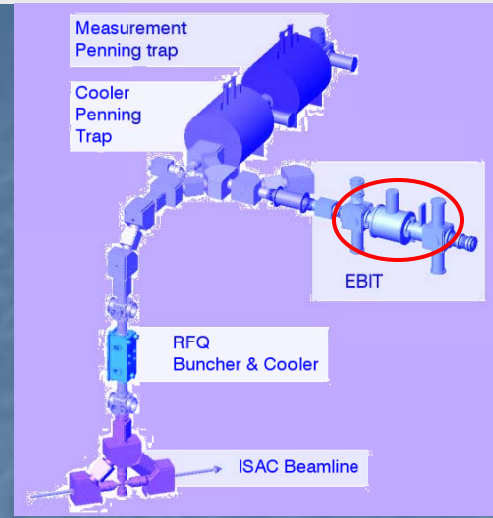 Measurement
Penning trap
Cooler
Penning
Trap
EBIT
RFQ
Buncher & Cooler
ISAC Beamline